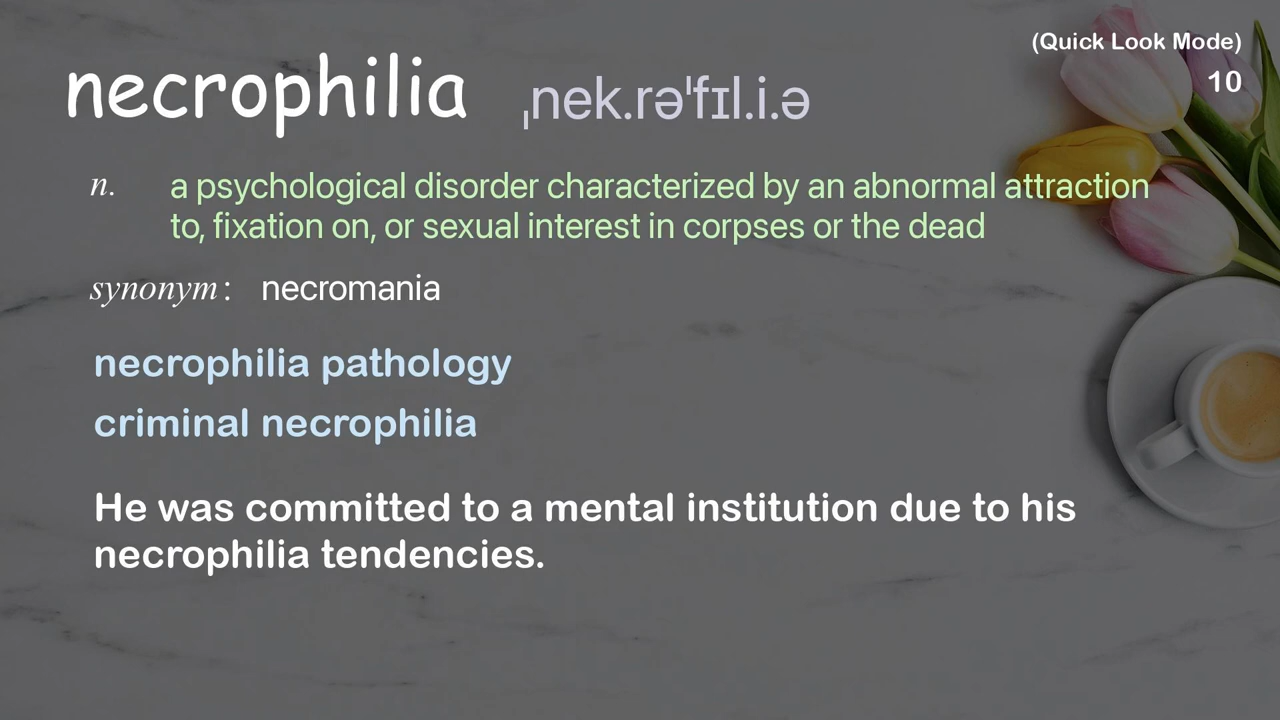 (Quick Look Mode)
10
necrophilia ˌnek.rəˈfɪl.i.ə
n. a psychological disorder characterized by an abnormal attraction
to, fixation on, or sexual interest in corpses or the dead
synonym: necromania
necrophilia pathology
criminal necrophilia
He was committed to a mental institution due to his
necrophilia tendencies.